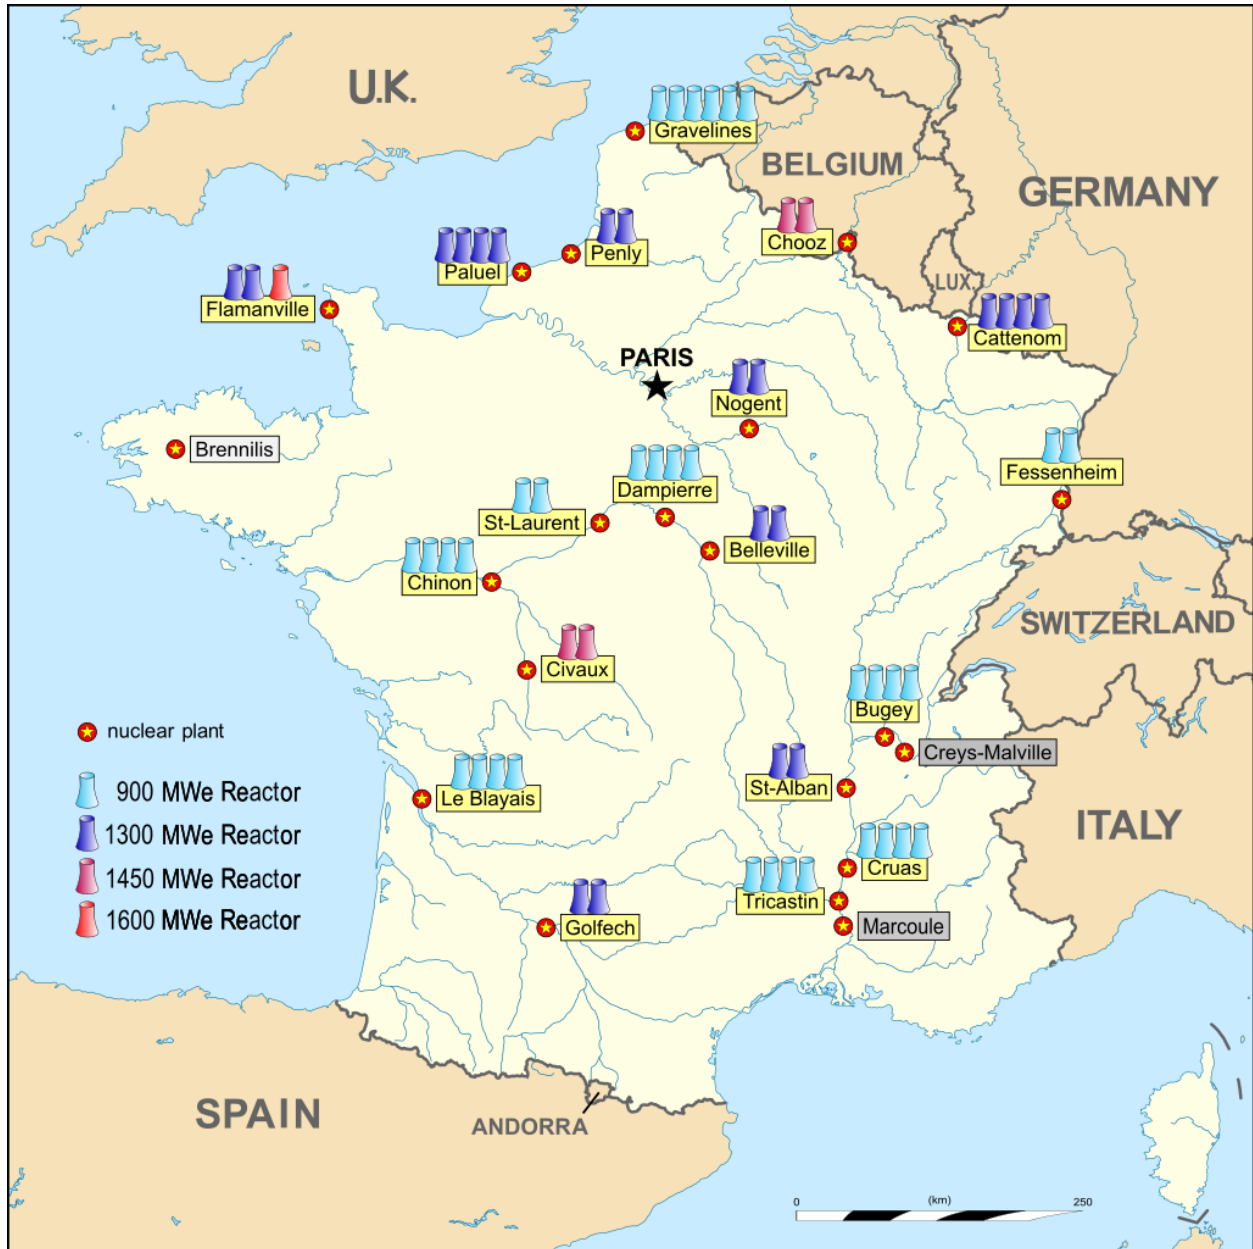 U.K.
Gravelines
BELGIUM
GERMANY
Chooz
Penly
Paluel
LUX.
Flamanville
Cattenom
PARIS
Nogent
Brennilis
Fessenheim
Dampierre
St-Laurent
Belleville
Chinon
SWITZERLAND
Civaux
Bugey
nuclear plant
Creys-Malville
900 MWe Reactor
St-Alban
Le Blayais
ITALY
1300 MWe Reactor
Cruas
1450 MWe Reactor
Tricastin
1600 MWe Reactor
Golfech
Marcoule
SPAIN
ANDORRA
0 (km) 250